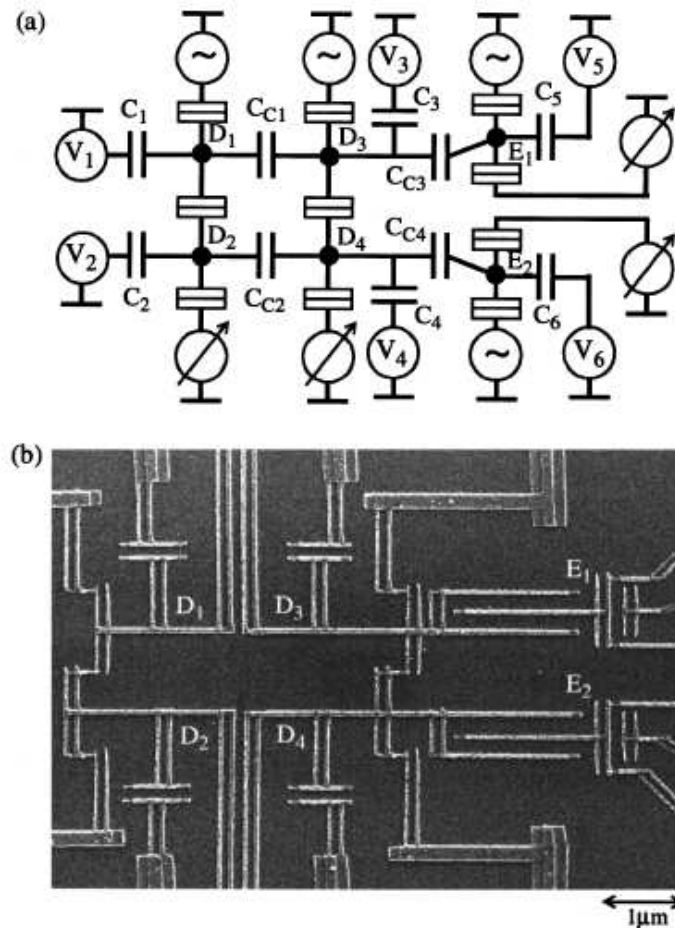 (a)
~ ~ V3 ~ V5
C1 CC1 C3 C5
V1 D1 D3 CC3 E1
V2 D2 D4 CC4 E2
C2 CC2 C4 C6
V4 ~ V6
(b)
D1 D3 E1
D2 D4 E2
1μm